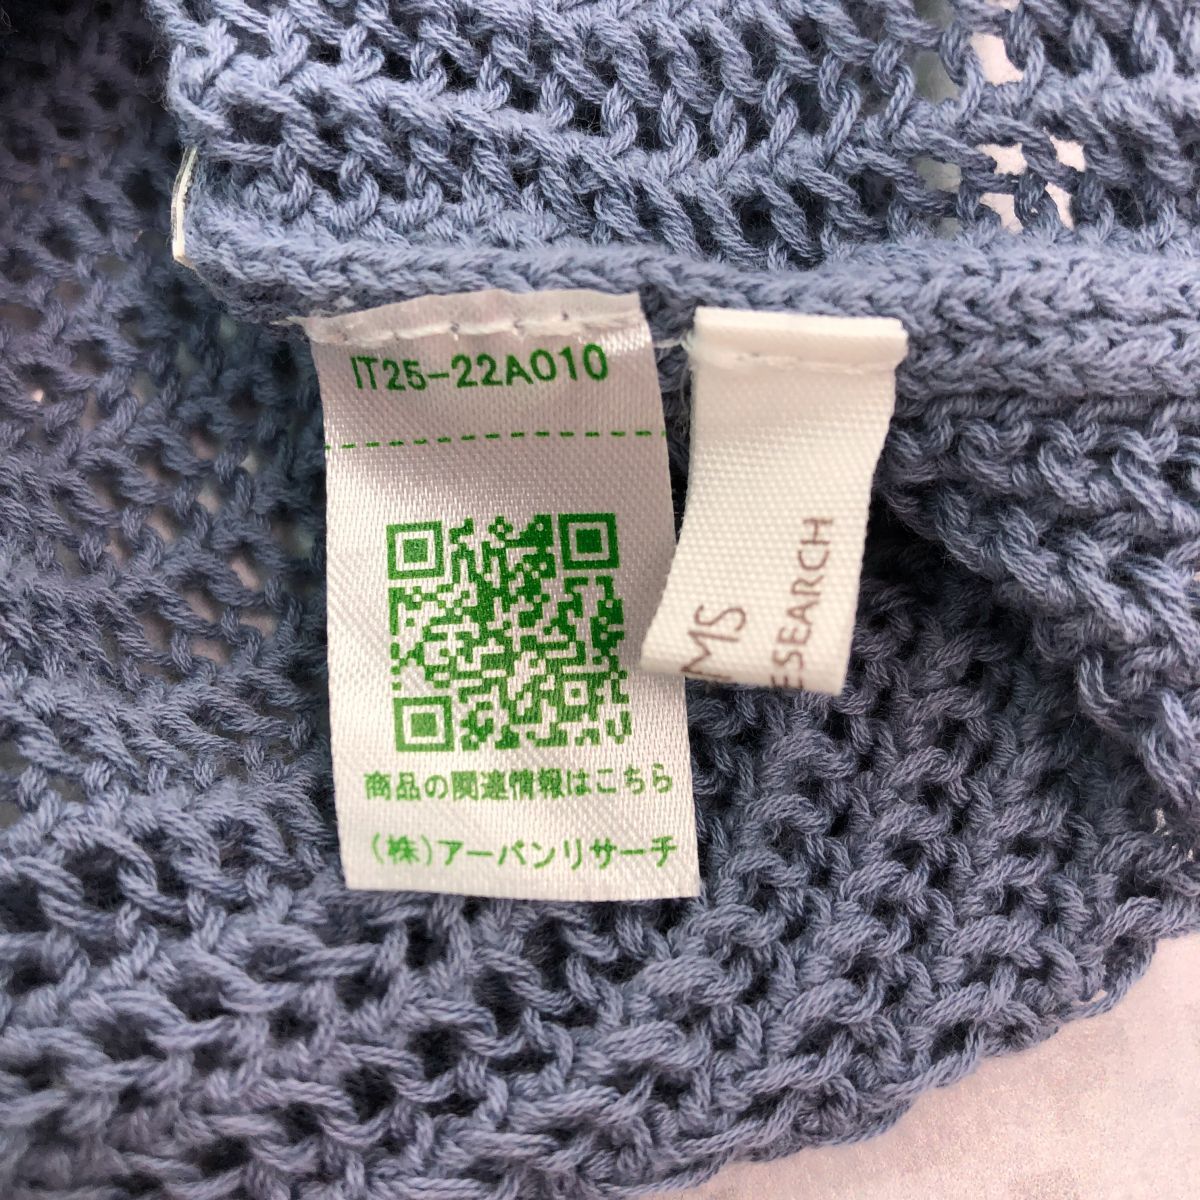 IT25-22A010
商品の関連情報はこちら
(株)アーバンリサーチ
MS
ESEARCH